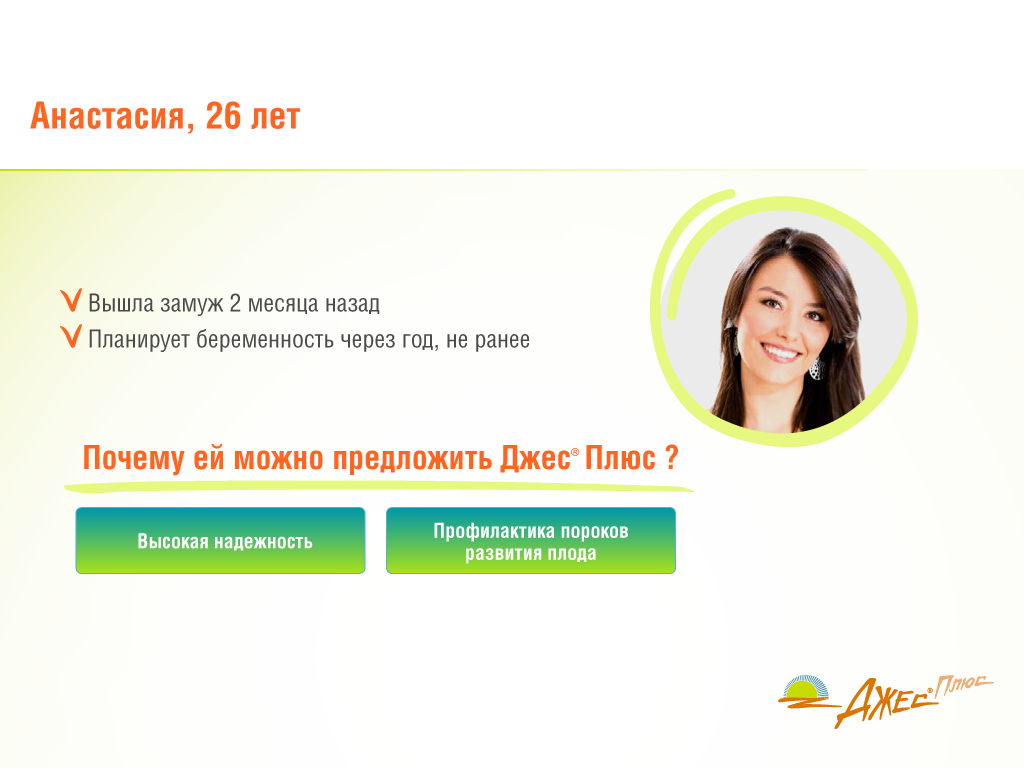 Анастасия, 26 лет
Вышла замуж 2 месяца назад
Планирует беременность через год, не ранее
Почему ей можно предложить Джес® Плюс ?
Высокая надежность
Профилактика пороков
развития плода
Джес® Плюс